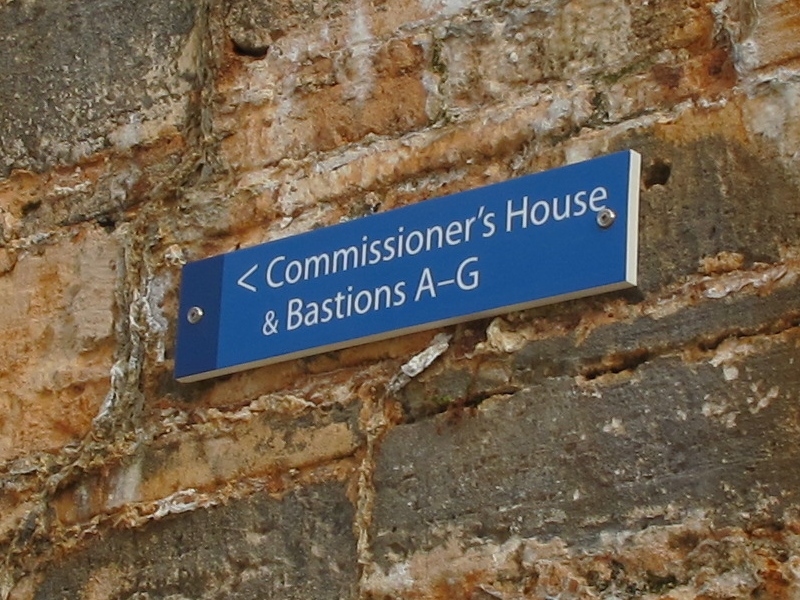 < Commissioner's House
& Bastions A–G